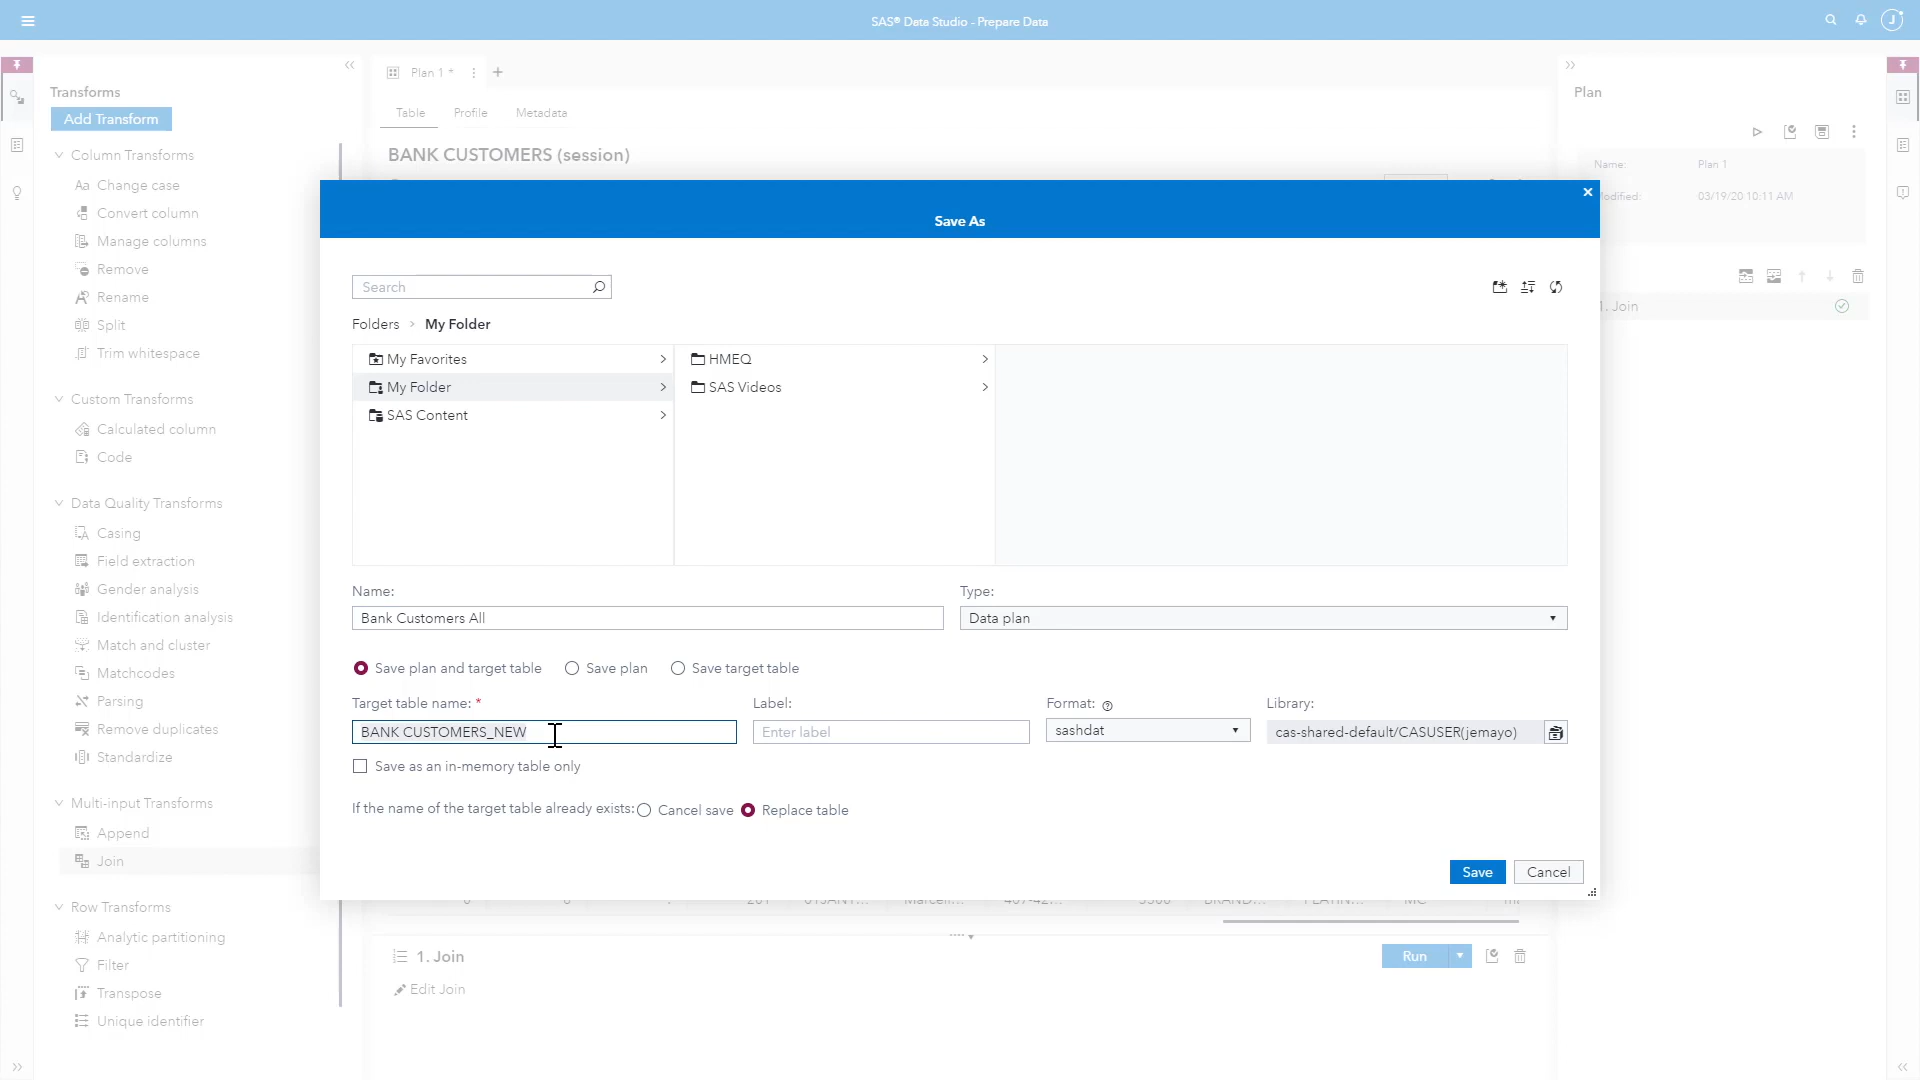 SAS® Data Studio - Prepare Data
J
Transforms
Add Transform
Column Transforms
Aa Change case
Convert column
Manage columns
Remove
Rename
Split
Trim whitespace
Custom Transforms
Calculated column
Code
Data Quality Transforms
Casing
Field extraction
Gender analysis
Identification analysis
Match and cluster
Matchcodes
Parsing
Remove duplicates
Standardize
Multi-input Transforms
Append
Join
Row Transforms
Analytic partitioning
Filter
Transpose
Unique identifier
Plan 1 *
Table Profile Metadata
BANK CUSTOMERS (session)
Save As
Search
Folders > My Folder
My Favorites
My Folder
SAS Content
HMEQ
SAS Videos
Name:
Bank Customers All
Type:
Data plan
Save plan and target table Save plan Save target table
Target table name: *
BANK CUSTOMERS_NEW
Label:
Enter label
Format:
sashdat
Library:
cas-shared-default/CASUSER(jemayo)
Save as an in-memory table only
If the name of the target table already exists: Cancel save Replace table
Save Cancel
1. Join
Run
Edit Join
Plan
Name: Plan 1
Modified: 03/19/20 10:11 AM
1. Join